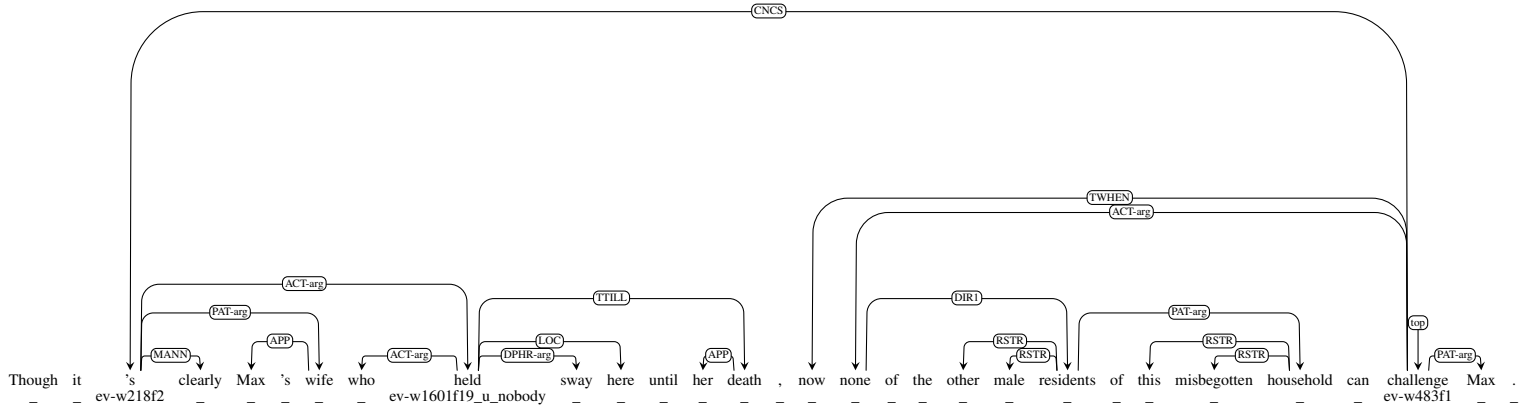 CNCS
TWHEN
ACT-arg
ACT-arg
TTILL
DIR1
PAT-arg
PAT-arg
top
APP
LOC
RSTR
RSTR
MANN
ACT-arg
DPHR-arg
APP
RSTR
RSTR
PAT-arg
Though it 's clearly Max 's wife who held sway here until her death , now none of the other male residents of this misbegotten household can challenge Max .
_ _ ev-w218f2 _ _ _ _ _ ev-w1601f19_u_nobody _ _ _ _ _ _ _ _ _ _ _ _ _ _ _ _ _ _ ev-w483f1 _ _